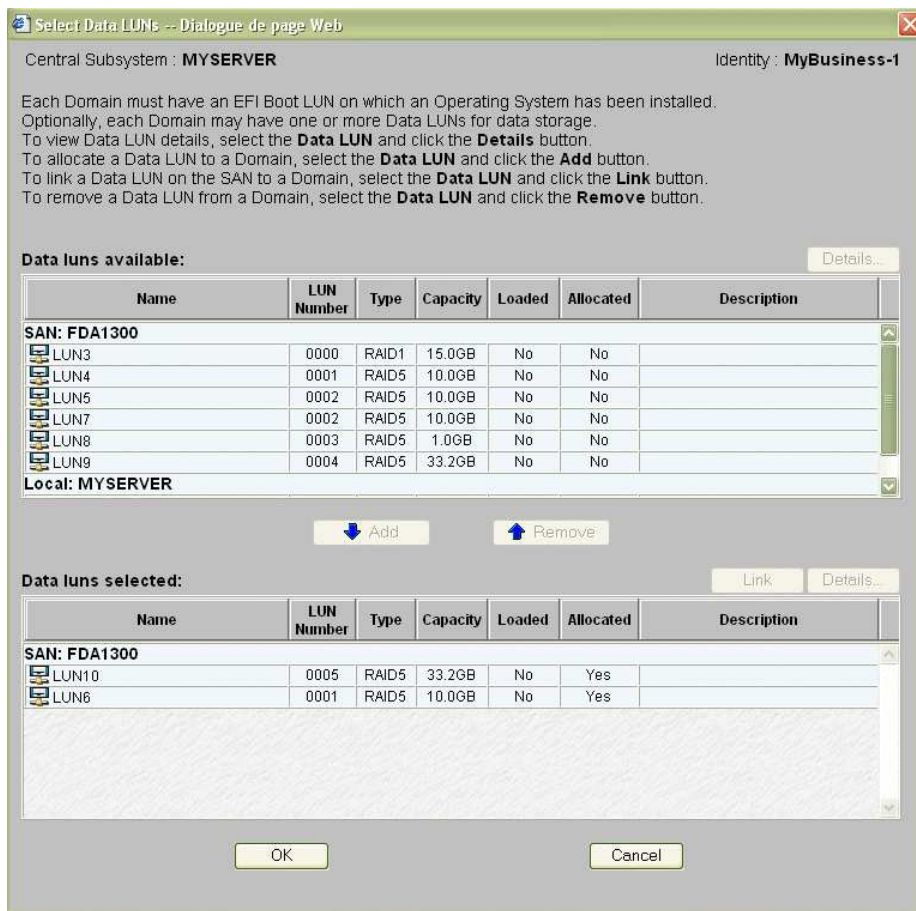 Select Data LUNs -- Dialogue de page Web
Central Subsystem : MYSERVER Identity : MyBusiness-1
Each Domain must have an EFI Boot LUN on which an Operating System has been installed.
Optionally, each Domain may have one or more Data LUNs for data storage.
To view Data LUN details, select the Data LUN and click the Details button.
To allocate a Data LUN to a Domain, select the Data LUN and click the Add button.
To link a Data LUN on the SAN to a Domain, select the Data LUN and click the Link button.
To remove a Data LUN from a Domain, select the Data LUN and click the Remove button.
Data luns available: Details...
Name LUN Number Type Capacity Loaded Allocated Description
SAN: FDA1300
LUN3 0000 RAID1 15.0GB No No
LUN4 0001 RAID5 10.0GB No No
LUN5 0002 RAID5 10.0GB No No
LUN7 0002 RAID5 10.0GB No No
LUN8 0003 RAID5 1.0GB No No
LUN9 0004 RAID5 33.2GB No No
Local: MYSERVER
Add Remove
Data luns selected: Link Details...
Name LUN Number Type Capacity Loaded Allocated Description
SAN: FDA1300
LUN10 0005 RAID5 33.2GB No Yes
LUN6 0001 RAID5 10.0GB No Yes
OK Cancel